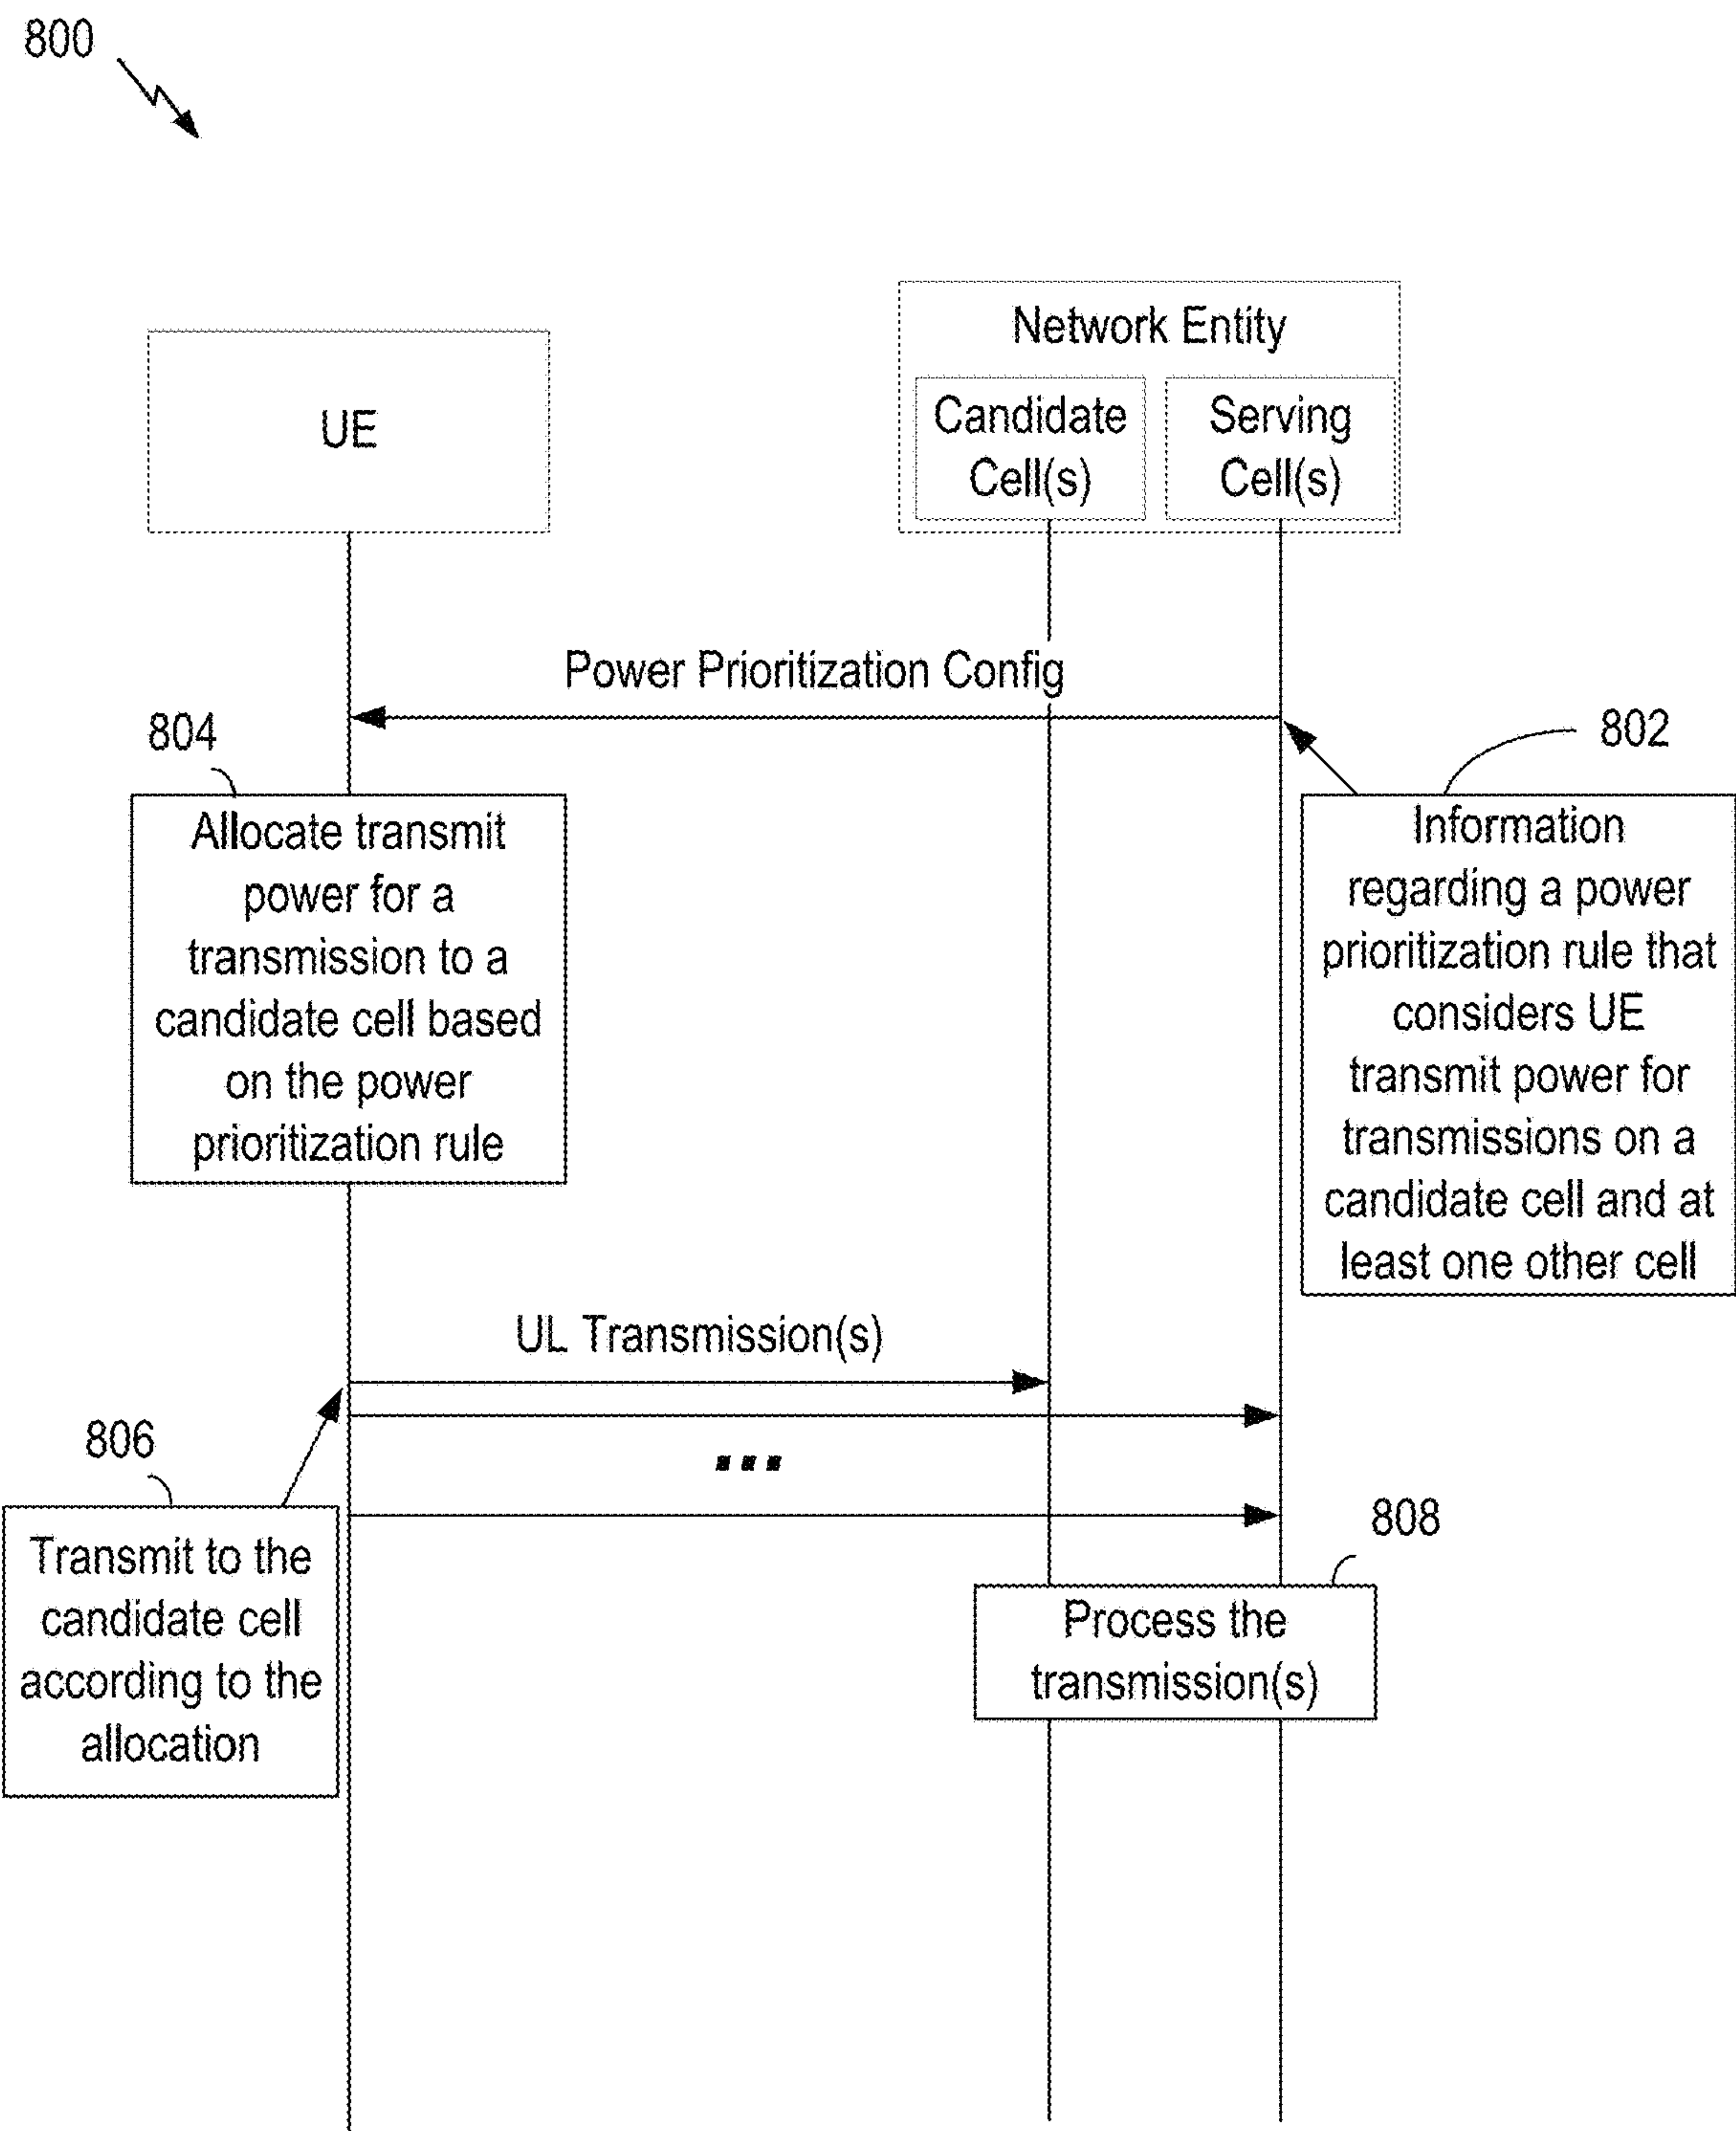 800
Network Entity
UE
Candidate
Cell(s)
Serving
Cell(s)
Power Prioritization Config
804
802
Allocate transmit
power for a
transmission to a
candidate cell based
on the power
prioritization rule
Information
regarding a power
prioritization rule that
considers UE
transmit power for
transmissions on a
candidate cell and at
least one other cell
UL Transmission(s)
806
...
808
Transmit to the
candidate cell
according to the
allocation
Process the
transmission(s)